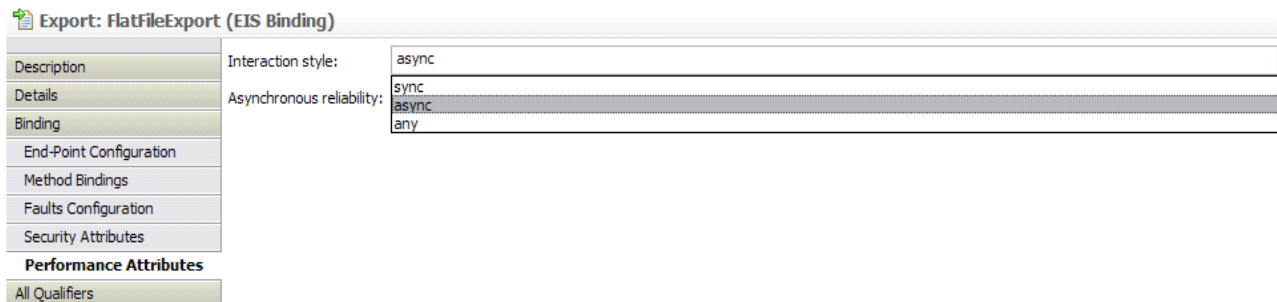 Export: FlatFileExport (EIS Binding)
Description
Details
Binding
End-Point Configuration
Method Bindings
Faults Configuration
Security Attributes
Performance Attributes
All Qualifiers
Interaction style:
async
Asynchronous reliability:
sync
async
any